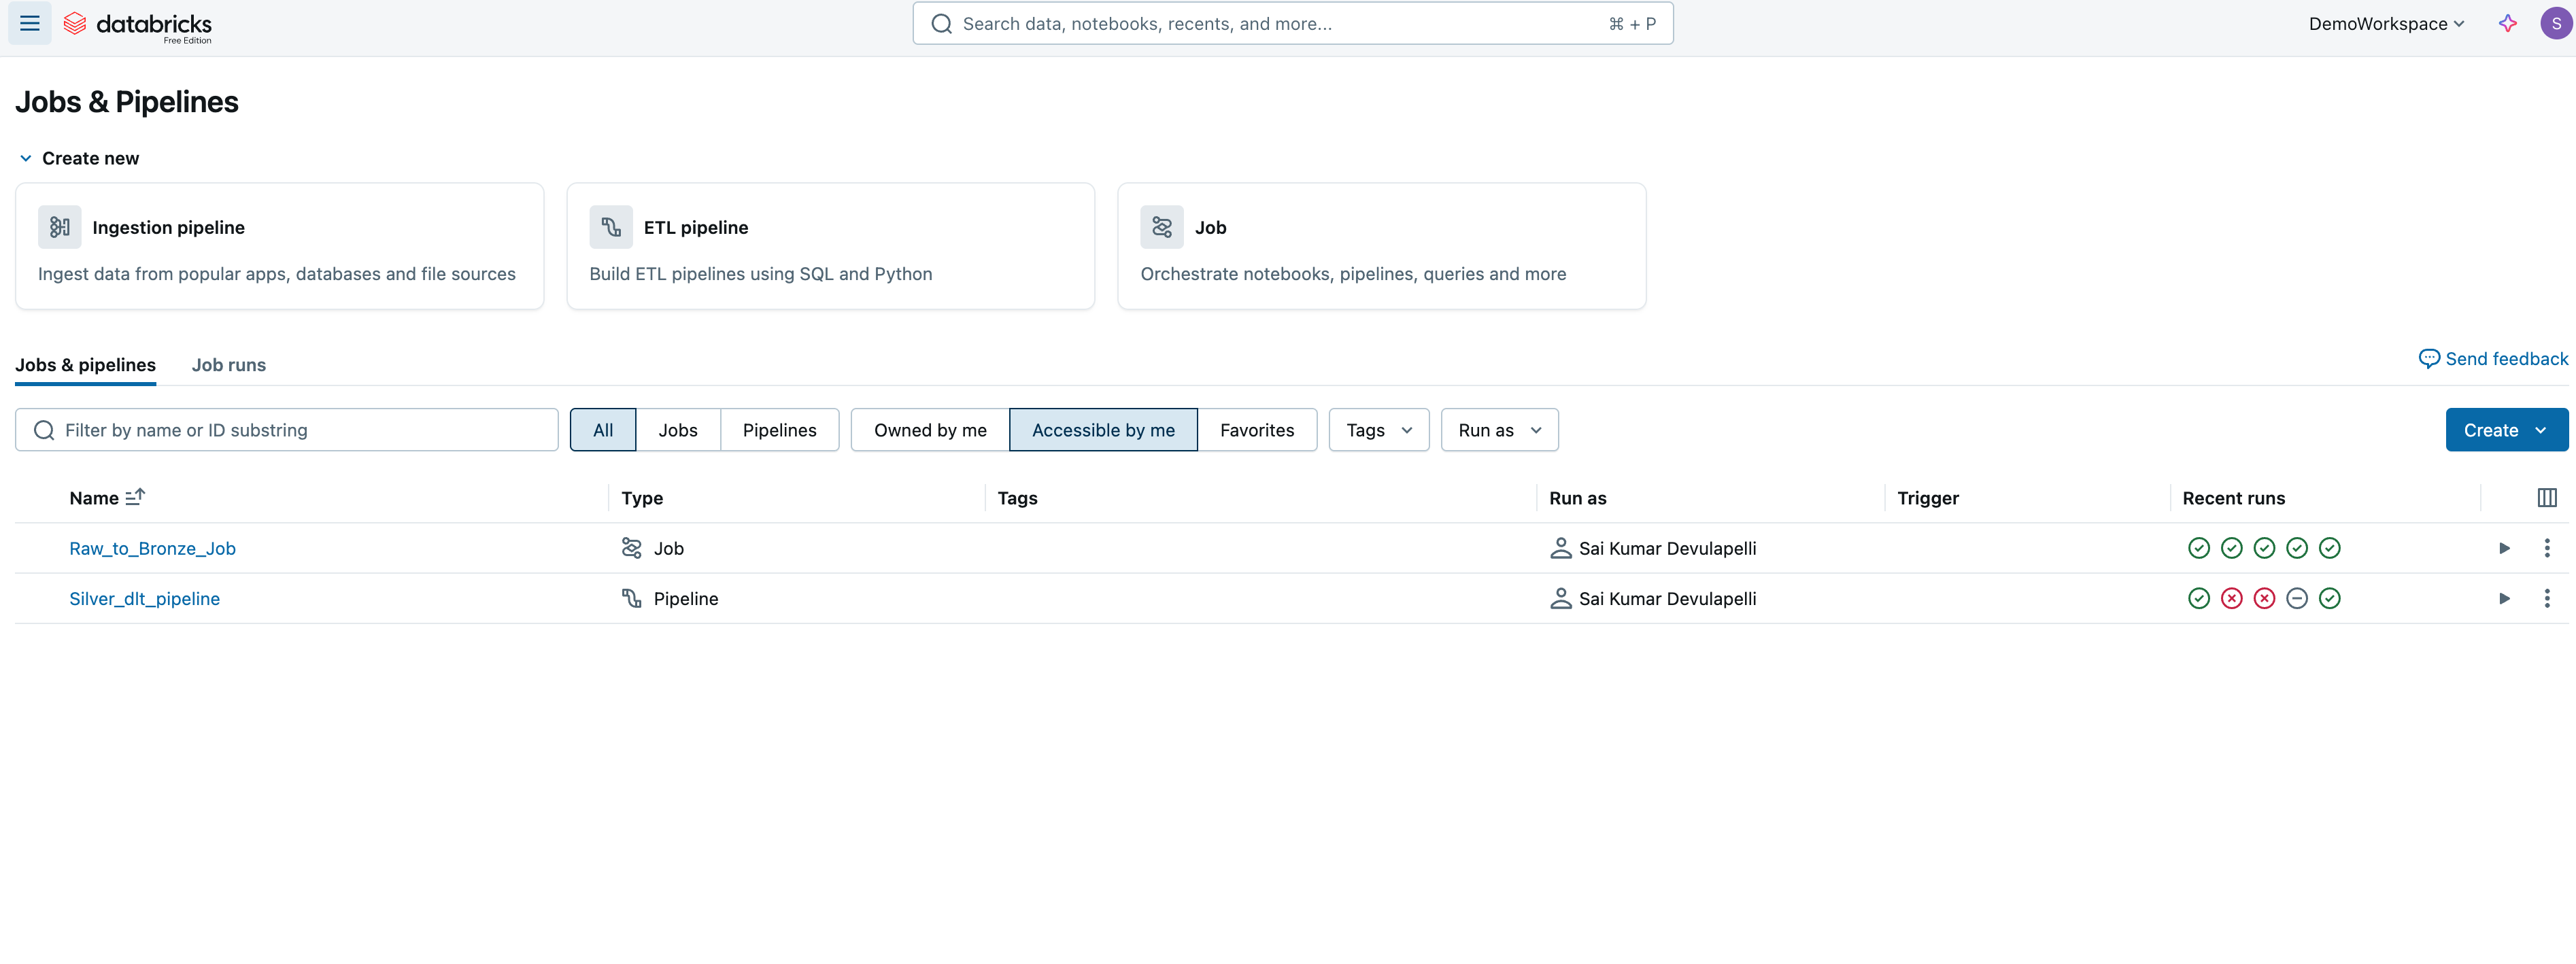 databricks
Free Edition
Search data, notebooks, recents, and more...
⌘ + P
DemoWorkspace
S
Jobs & Pipelines
Create new
Ingestion pipeline
Ingest data from popular apps, databases and file sources
ETL pipeline
Build ETL pipelines using SQL and Python
Job
Orchestrate notebooks, pipelines, queries and more
Jobs & pipelines
Job runs
Send feedback
Filter by name or ID substring
All
Jobs
Pipelines
Owned by me
Accessible by me
Favorites
Tags
Run as
Create
Name
Type
Tags
Run as
Trigger
Recent runs
Raw_to_Bronze_Job
Job
Sai Kumar Devulapelli
Silver_dlt_pipeline
Pipeline
Sai Kumar Devulapelli